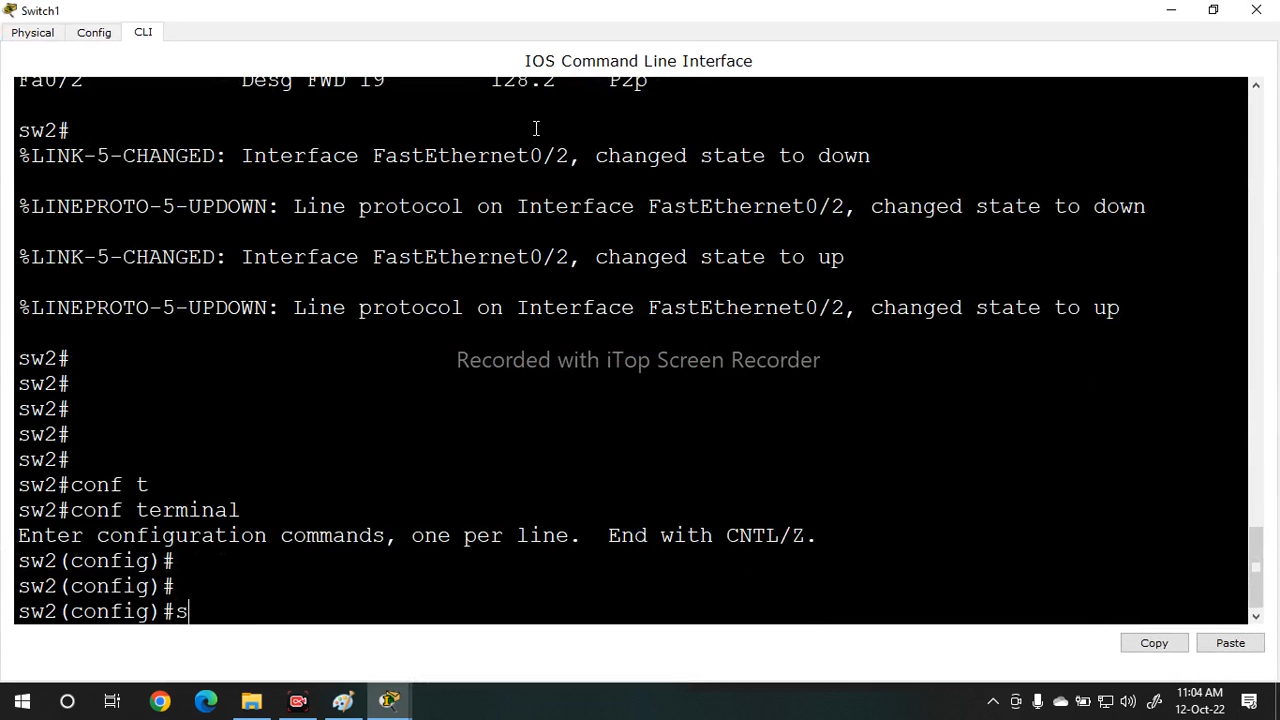 Switch1
Physical Config CLI
IOS Command Line Interface
Fa0/2 Desg FWD 19 128.2 P2p
sw2#
%LINK-5-CHANGED: Interface FastEthernet0/2, changed state to down
%LINEPROTO-5-UPDOWN: Line protocol on Interface FastEthernet0/2, changed state to down
%LINK-5-CHANGED: Interface FastEthernet0/2, changed state to up
%LINEPROTO-5-UPDOWN: Line protocol on Interface FastEthernet0/2, changed state to up
sw2#
Recorded with iTop Screen Recorder
sw2#
sw2#
sw2#
sw2#
sw2#conf t
sw2#conf terminal
Enter configuration commands, one per line. End with CNTL/Z.
sw2(config)#
sw2(config)#
sw2(config)#s
Copy Paste
11:04 AM
12-Oct-22